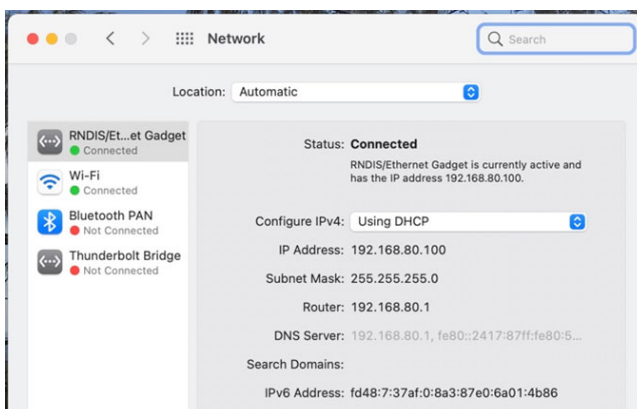 Network
Search
Location: Automatic
RNDIS/Et...et Gadget
Connected
Wi-Fi
Connected
Bluetooth PAN
Not Connected
Thunderbolt Bridge
Not Connected
Status: Connected
RNDIS/Ethernet Gadget is currently active and
has the IP address 192.168.80.100.
Configure IPv4: Using DHCP
IP Address: 192.168.80.100
Subnet Mask: 255.255.255.0
Router: 192.168.80.1
DNS Server: 192.168.80.1, fe80::2417:87ff:fe80:5...
Search Domains:
IPv6 Address: fd48:7:37af:0:8a3:87e0:6a01:4b86